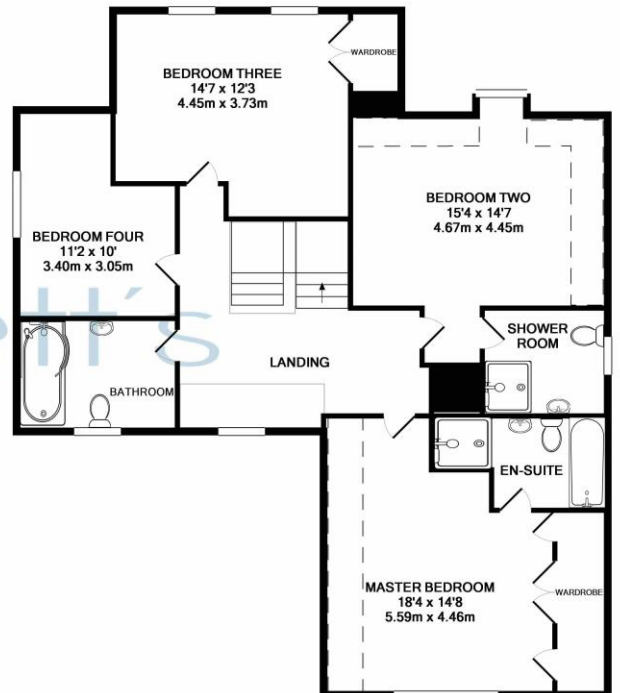 WARDROBE
BEDROOM THREE
14'7 x 12'3
4.45m x 3.73m
BEDROOM TWO
15'4 x 14'7
4.67m x 4.45m
BEDROOM FOUR
11'2 x 10'
3.40m x 3.05m
SHOWER
ROOM
LANDING
BATHROOM
EN-SUITE
MASTER BEDROOM
18'4 x 14'8
5.59m x 4.46m
WARDROBE